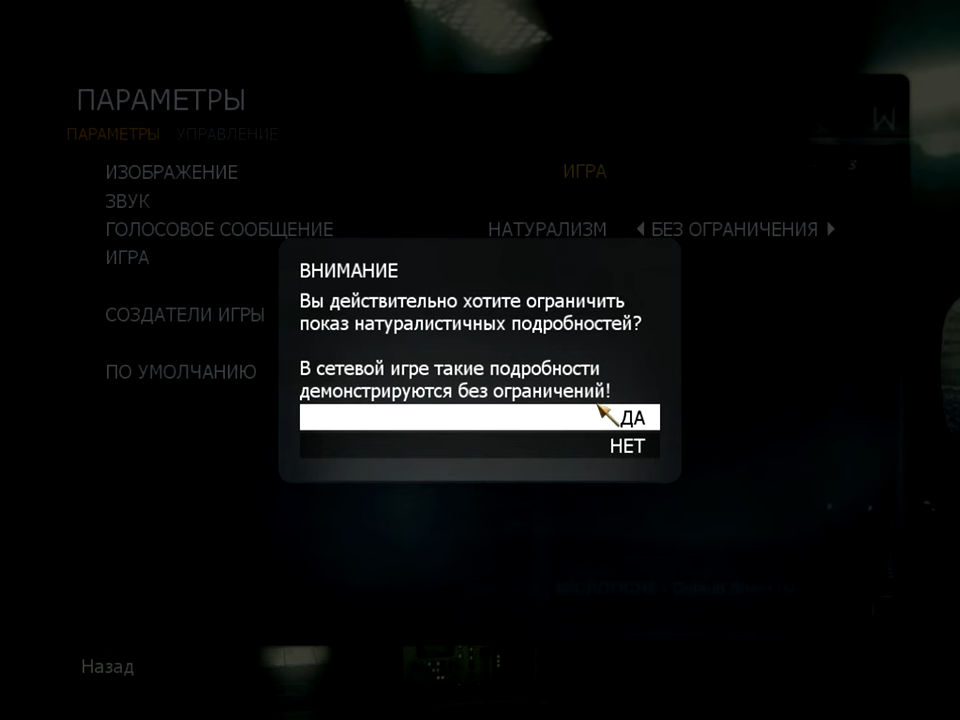 ПАРАМЕТРЫ
ПАРАМЕТРЫ УПРАВЛЕНИЕ
ИЗОБРАЖЕНИЕ
ИГРА
ЗВУК
ГОЛОСОВОЕ СООБЩЕНИЕ
НАТУРАЛИЗМ БЕЗ ОГРАНИЧЕНИЯ
ИГРА
СОЗДАТЕЛИ ИГРЫ
ПО УМОЛЧАНИЮ
ВНИМАНИЕ
Вы действительно хотите ограничить
показ натуралистичных подробностей?
В сетевой игре такие подробности
демонстрируются без ограничений!
ДА
НЕТ
Назад